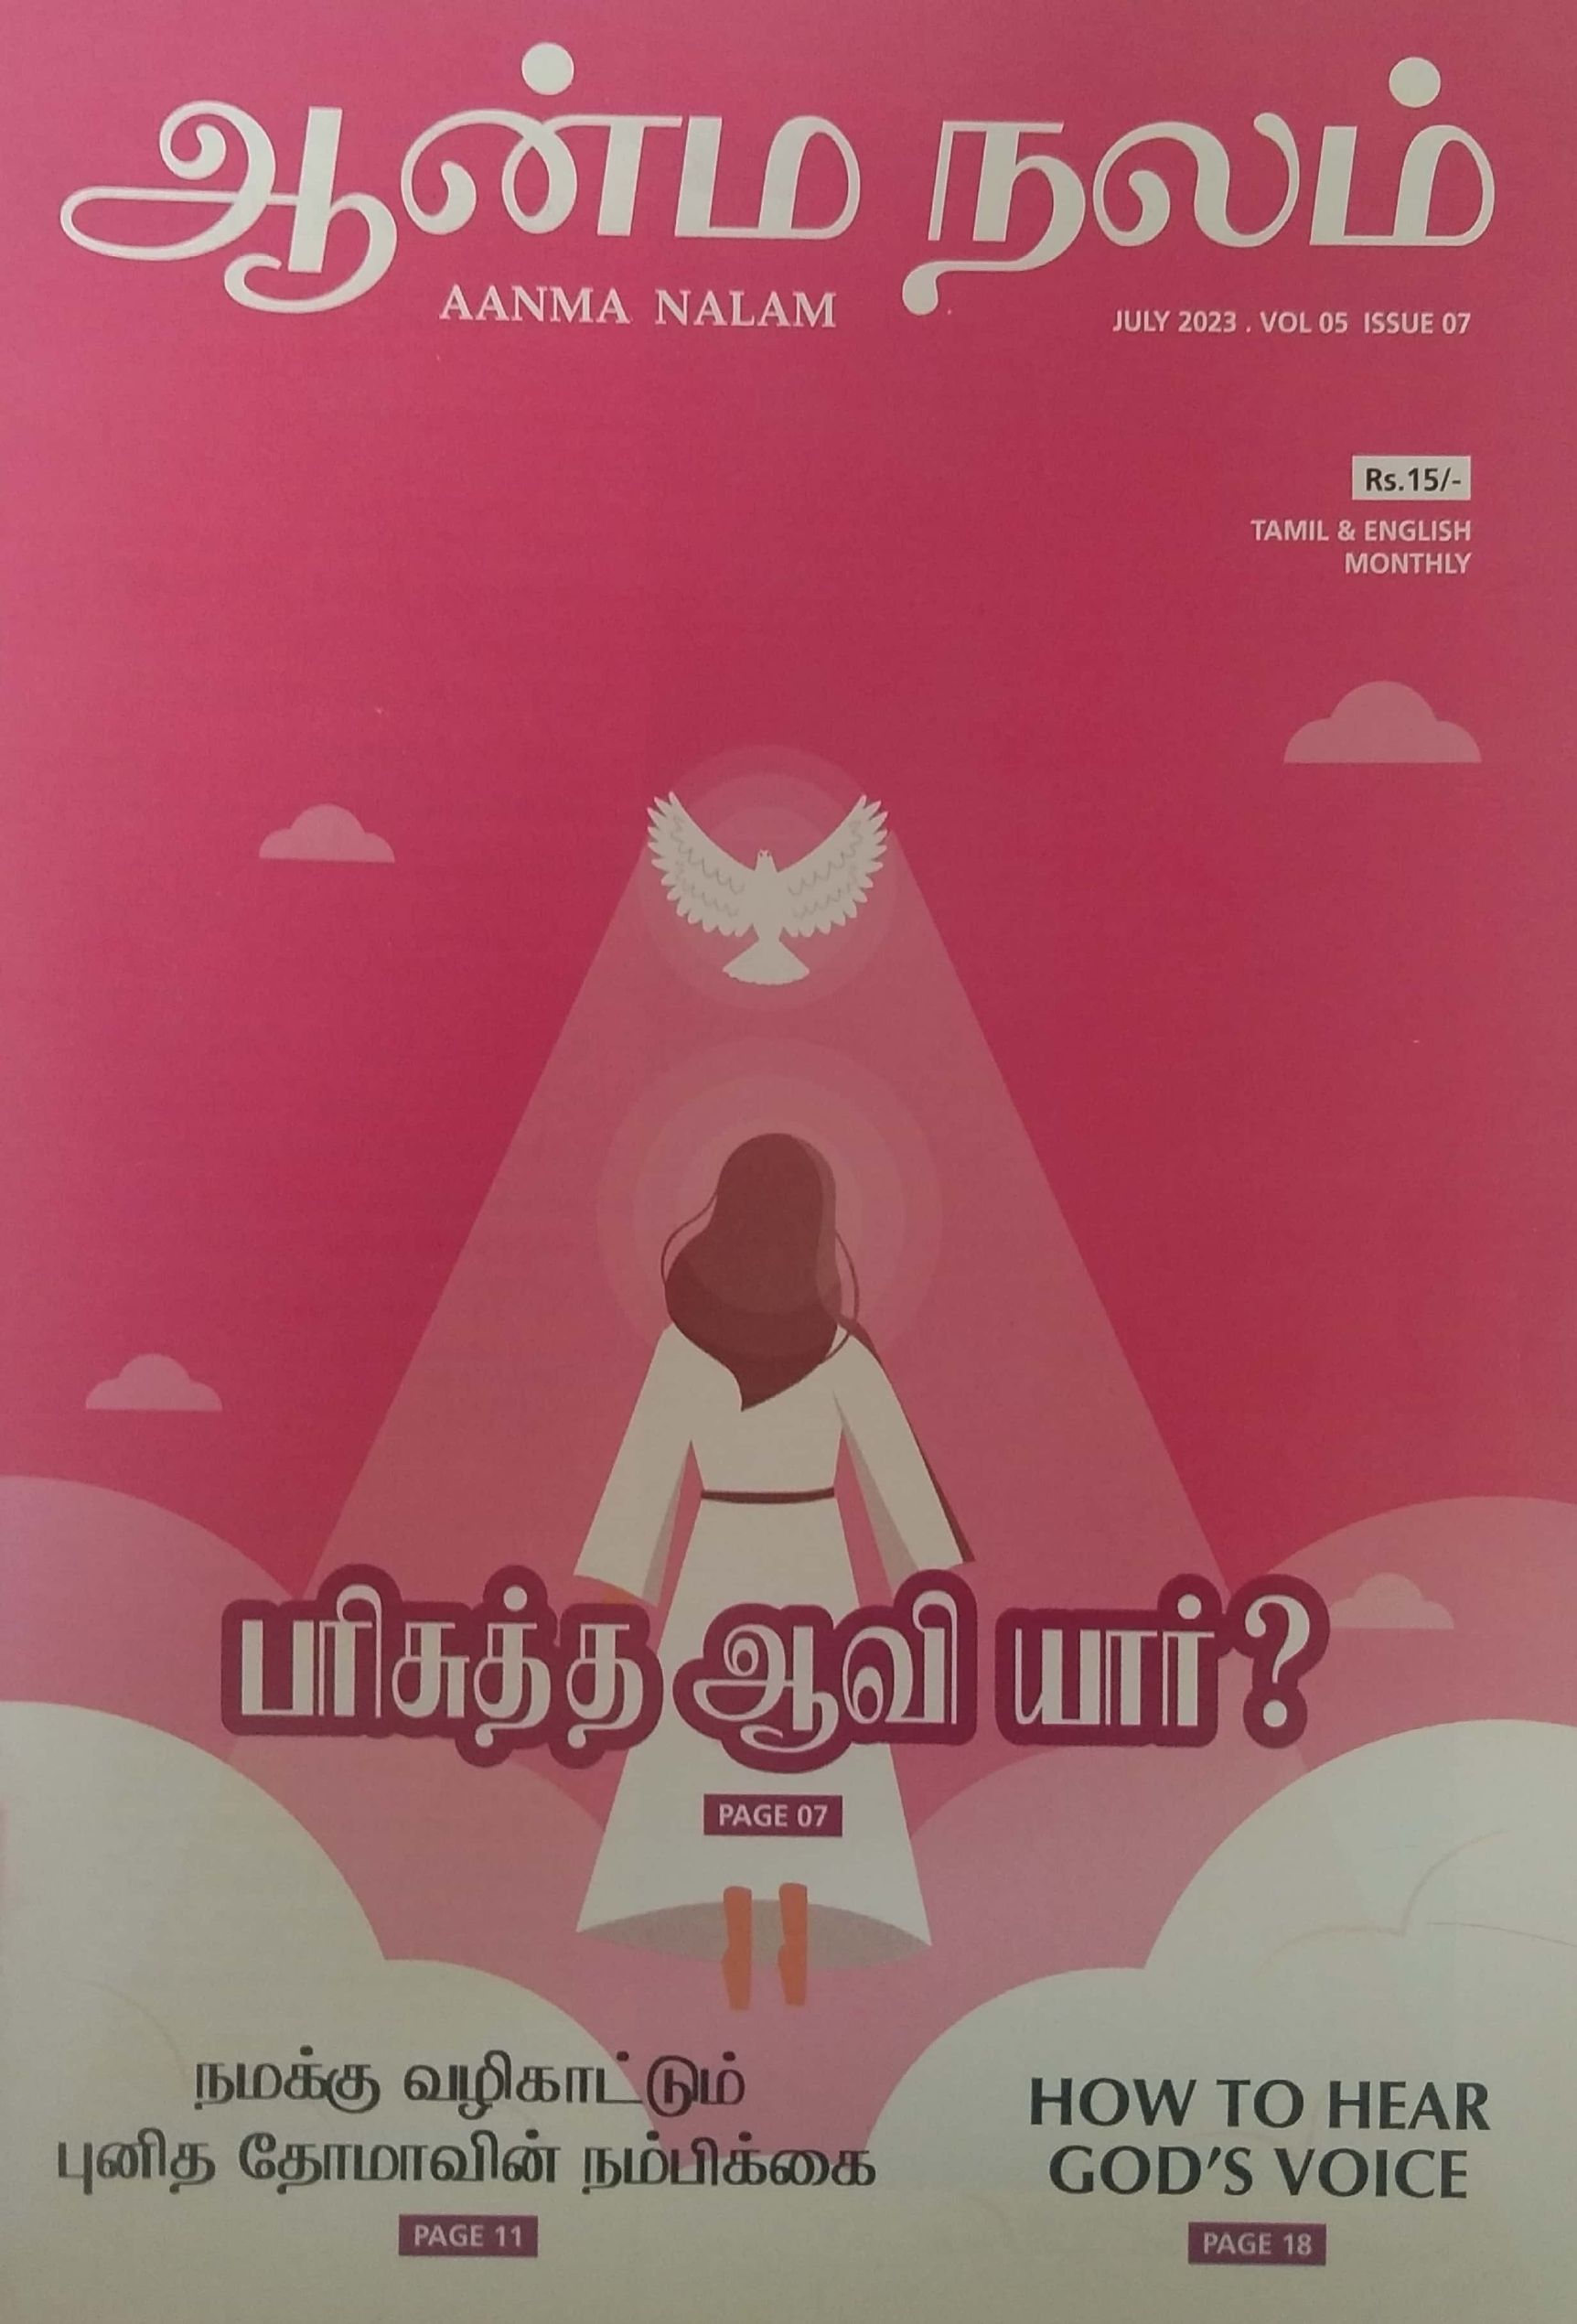 ஆன்ம நலம்
AANMA NALAM
JULY 2023 . VOL 05 ISSUE 07
Rs.15/-
TAMIL & ENGLISH
MONTHLY
பரிசுத்த ஆவி யார்?
PAGE 07
நமக்கு வழிகாட்டும்
புனித தோமாவின் நம்பிக்கை
PAGE 11
HOW TO HEAR
GOD'S VOICE
PAGE 18